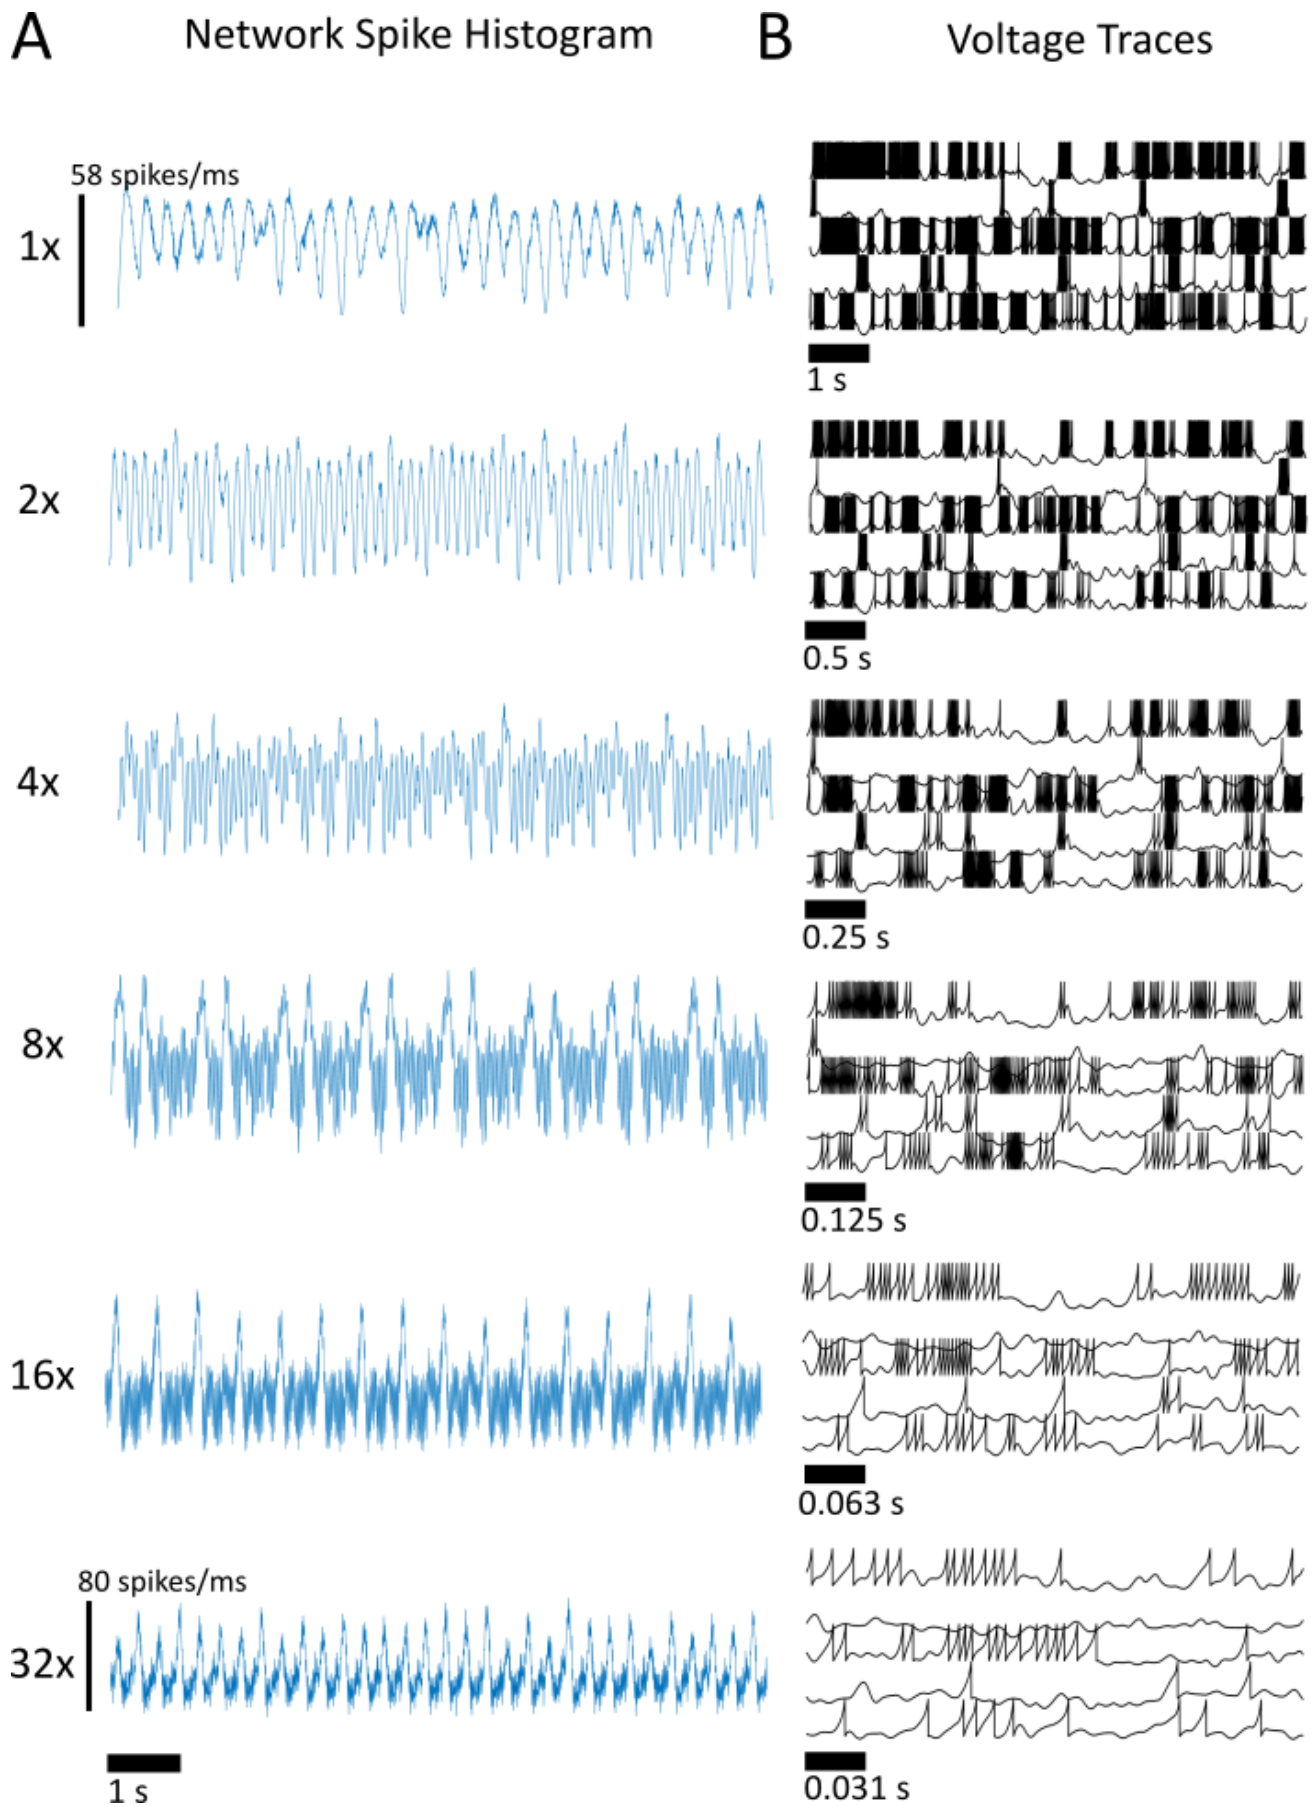 A Network Spike Histogram B Voltage Traces
58 spikes/ms
1x
1 s
2x
0.5 s
4x
0.25 s
8x
0.125 s
16x
0.063 s
80 spikes/ms
32x
1 s
0.031 s